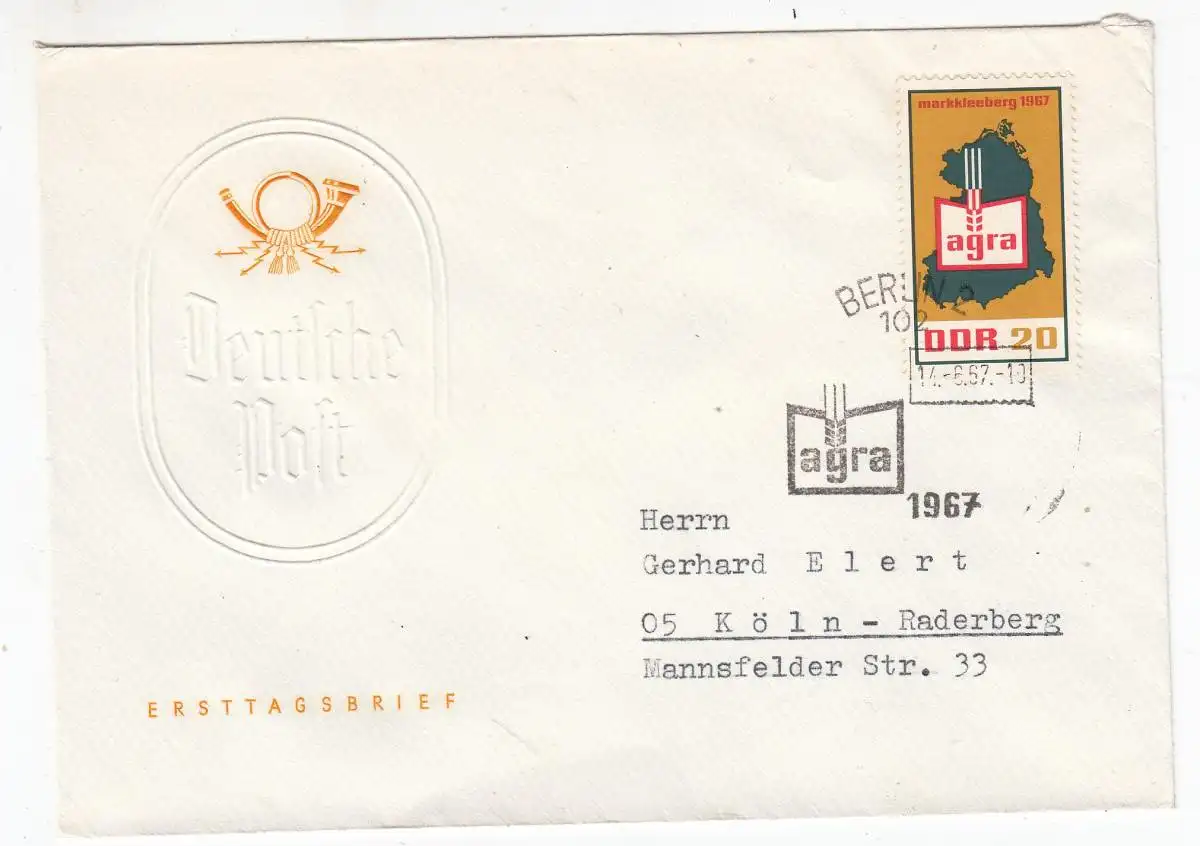 Deutsche
Post
ERSTTAGSBRIEF
markkleeberg 1967
agra
DDR 20
BERLIN 2
102
14.-6.67.-10
agra
1967
Herrn
Gerhard Elert
05 Köln - Raderberg
Mannsfelder Str. 33